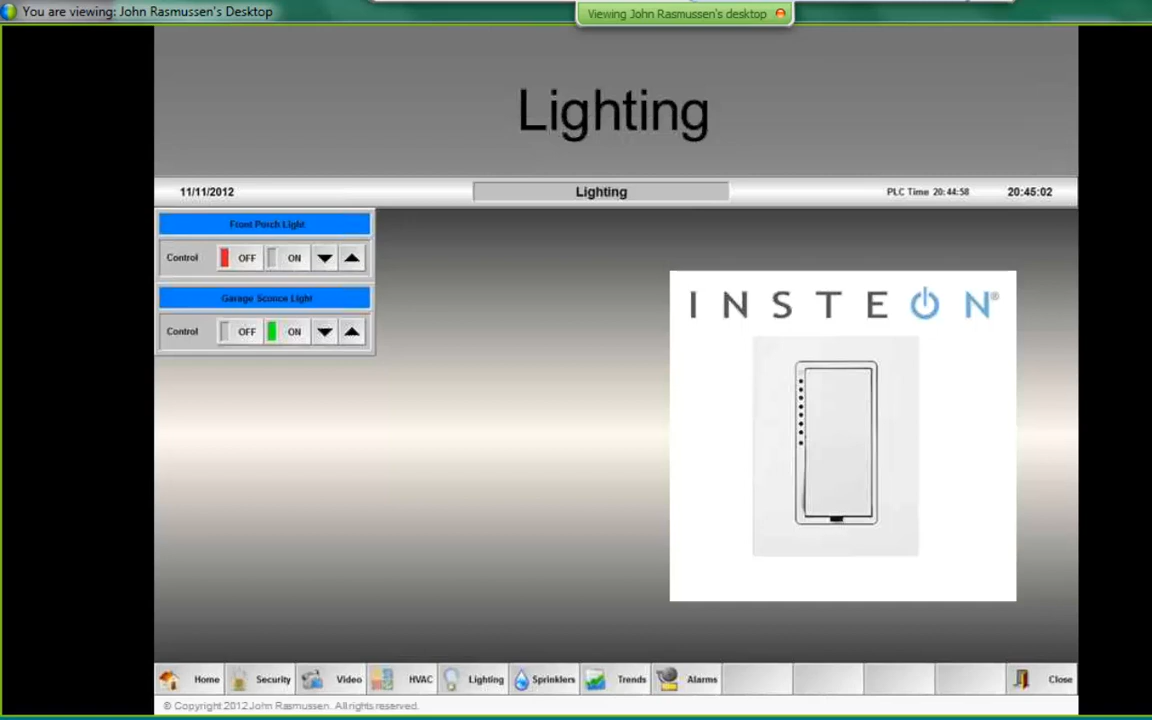 You are viewing: John Rasmussen's Desktop
Viewing John Rasmussen's desktop
Lighting
11/11/2012
Lighting
PLC Time 20:44:58
20:45:02
Front Porch Light
Control OFF ON
Garage Sconce Light
Control OFF ON
INSTEON®
Home Security Video HVAC Lighting Sprinklers Trends Alarms Close
© Copyright 2012 John Rasmussen. All rights reserved.